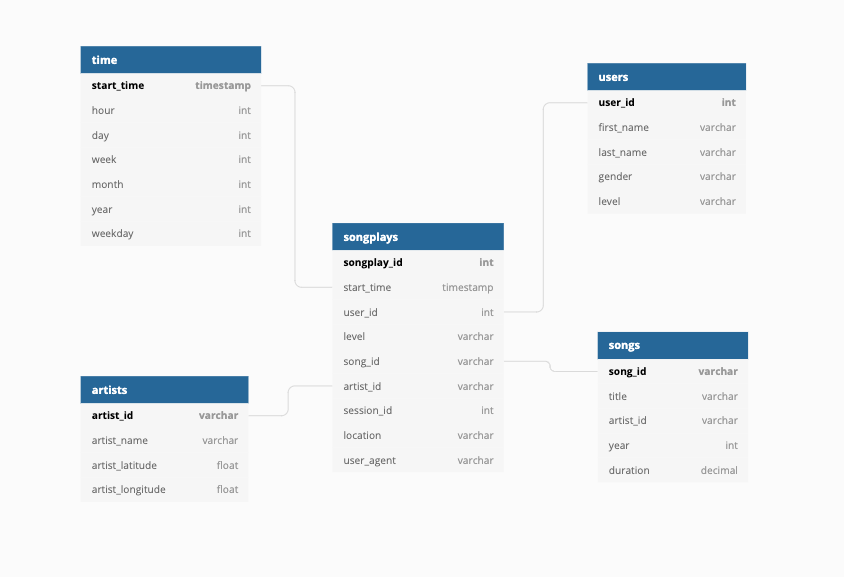 time
start_time timestamp
hour int
day int
week int
month int
year int
weekday int
users
user_id int
first_name varchar
last_name varchar
gender varchar
level varchar
songplays
songplay_id int
start_time timestamp
user_id int
level varchar
song_id varchar
artist_id varchar
session_id int
location varchar
user_agent varchar
artists
artist_id varchar
artist_name varchar
artist_latitude float
artist_longitude float
songs
song_id varchar
title varchar
artist_id varchar
year int
duration decimal